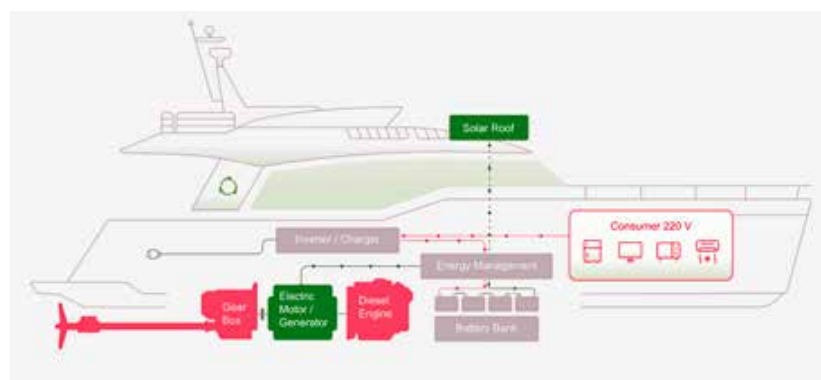 Solar Roof
Consumer 220 V
Inverter / Charger
Energy Management
Electric
Motor /
Generator
Diesel
Engine
Gear
Box
Battery Bank